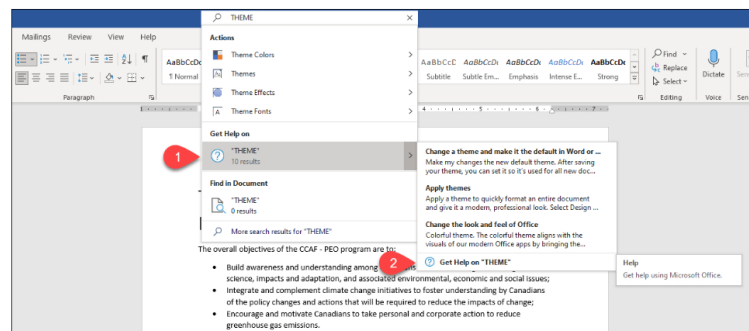 THEME
Mailings Review View Help
Actions
Theme Colors
Themes
Theme Effects
Theme Fonts
AaBbCcDc
AaBbCcD AaBbCcDc AaBbCcDc AaBbCcDc AaBbCcDc
¶ Normal
Subtitle Subtle Em... Emphasis Intense E... Strong
Find
Replace
Select
Dictate
Paragraph
Editing Voice
Get Help on
1
"THEME"
10 results
Find in Document
"THEME"
0 results
More search results for "THEME"
Change a theme and make it the default in Word or ...
Make my changes the new default theme. After saving
your theme, you can set it so it's used for all new doc...
Apply themes
Apply a theme to quickly format an entire document
and give it a modern, professional look. Select Design ...
Change the look and feel of Office
Colorful theme. The colorful theme aligns with the
visuals of our modern Office apps by bringing the...
2
Get Help on "THEME"
Help
Get help using Microsoft Office.
The overall objectives of the CCAF - PEO program are to:
• Build awareness and understanding among
science, impacts and adaptation, and associated environmental, economic and social issues;
• Integrate and complement climate change initiatives to foster understanding by Canadians
of the policy changes and actions that will be required to reduce the impacts of change;
• Encourage and motivate Canadians to take personal and corporate action to reduce
greenhouse gas emissions.